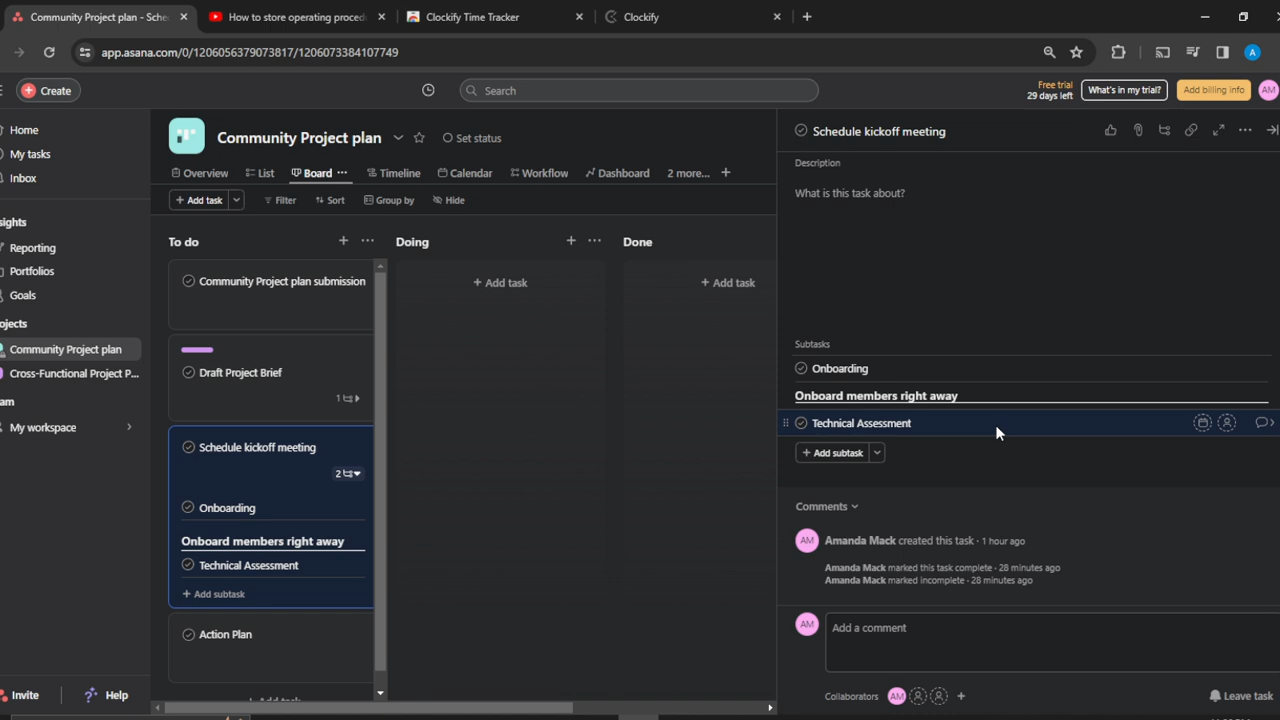 Community Project plan - Sche
How to store operating proced
Clockify Time Tracker
Clockify
app.asana.com/0/1206056379073817/1206073384107749
Create
Search
Free trial
29 days left
What's in my trial?
Add billing info
AM
Home
My tasks
Inbox
sights
Reporting
Portfolios
Goals
ojects
Community Project plan
Cross-Functional Project P...
am
My workspace
Invite
Help
Community Project plan
Set status
Overview
List
Board
Timeline
Calendar
Workflow
Dashboard
2 more...
+ Add task
Filter
Sort
Group by
Hide
To do
Doing
Done
Community Project plan submission
+ Add task
+ Add task
Draft Project Brief
1
Schedule kickoff meeting
2
Onboarding
Onboard members right away
Technical Assessment
+ Add subtask
Action Plan
+ Add task
Schedule kickoff meeting
Description
What is this task about?
Subtasks
Onboarding
Onboard members right away
Technical Assessment
+ Add subtask
Comments
AM
Amanda Mack created this task · 1 hour ago
Amanda Mack marked this task complete · 28 minutes ago
Amanda Mack marked incomplete · 28 minutes ago
AM
Add a comment
Collaborators
AM
Leave task